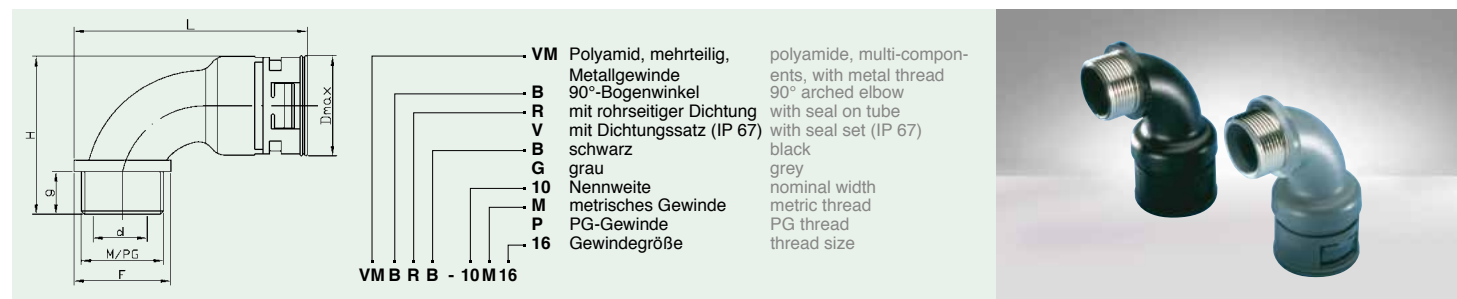 L
H
g
d
M/PG
F
Dmax
VM Polyamid, mehrteilig, polyamide, multi-compon-
Metallgewinde ents, with metal thread
B 90°-Bogenwinkel 90° arched elbow
R mit rohrseitiger Dichtung with seal on tube
V mit Dichtungssatz (IP 67) with seal set (IP 67)
B schwarz black
G grau grey
10 Nennweite nominal width
M metrisches Gewinde metric thread
P PG-Gewinde PG thread
16 Gewindegröße thread size
VM B R B - 10 M 16